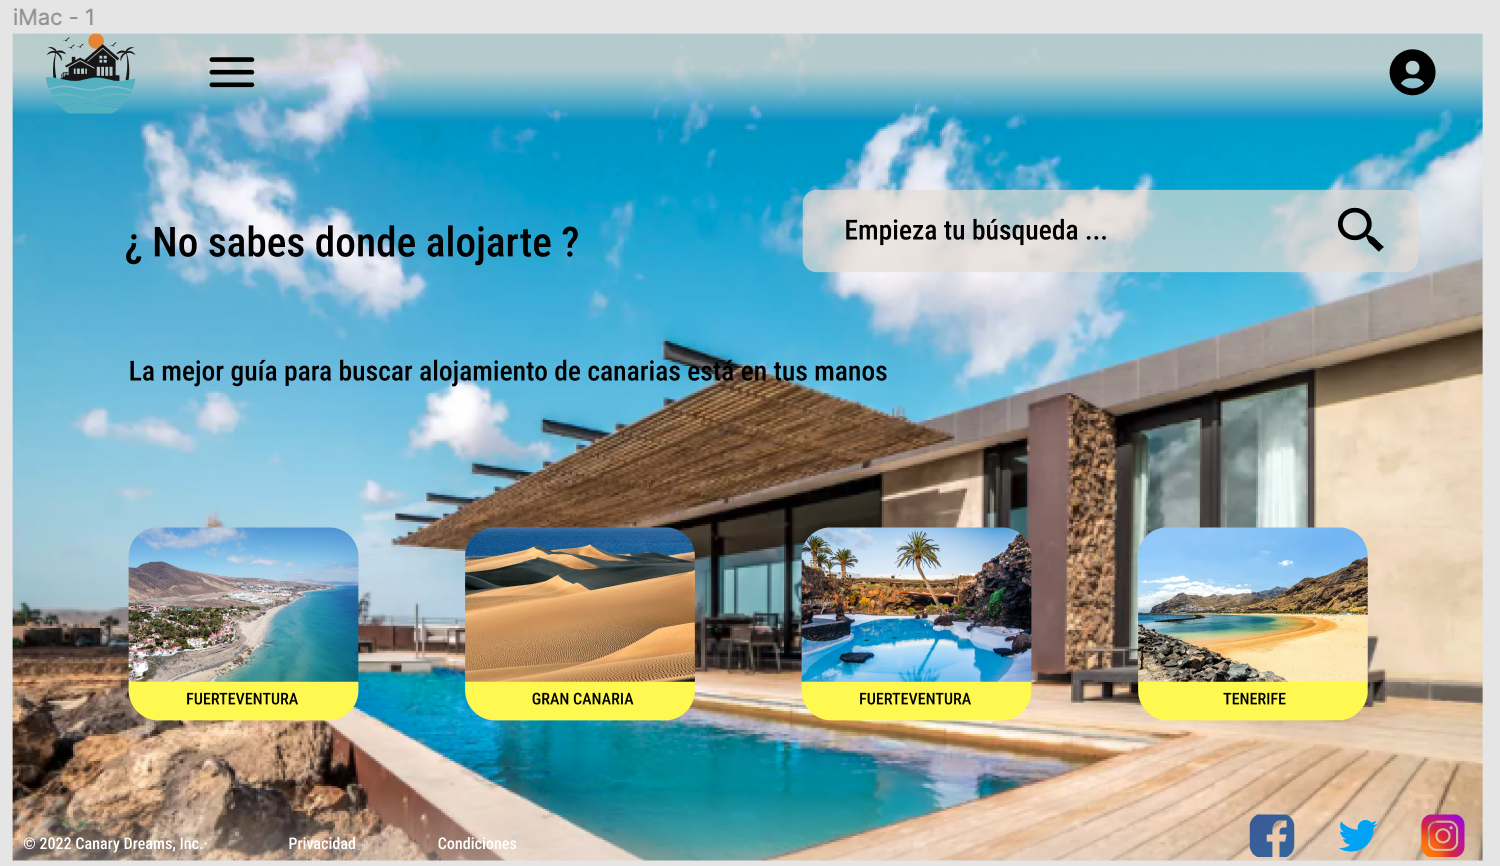 iMac - 1
¿ No sabes donde alojarte ?
Empieza tu búsqueda ...
La mejor guía para buscar alojamiento de canarias está en tus manos
FUERTEVENTURA
GRAN CANARIA
FUERTEVENTURA
TENERIFE
© 2022 Canary Dreams, Inc.·
Privacidad
Condiciones